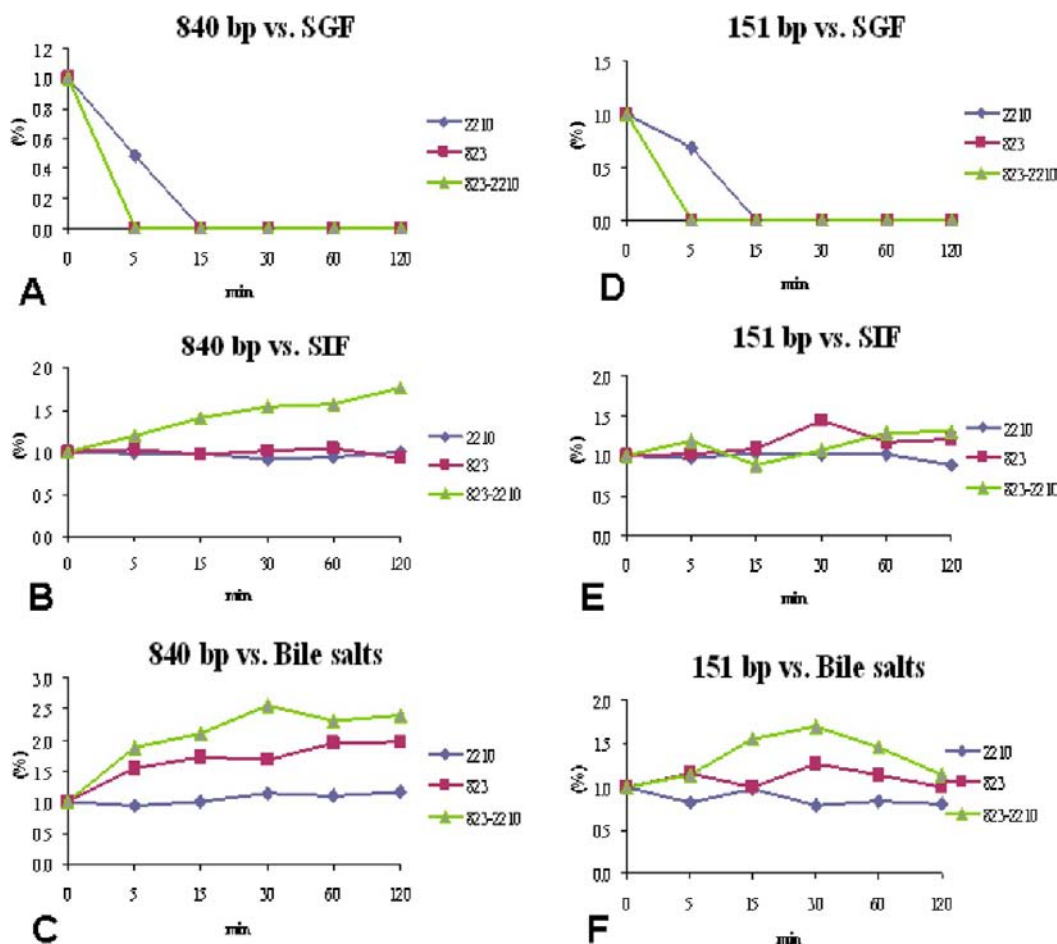 840 bp vs. SGF
1.2
1.0
0.8
0.6
0.4
0.2
0.0
(%)
0 5 15 30 60 120
min
2210
823
823-2210
A
151 bp vs. SGF
1.5
1.0
0.5
0.0
(%)
0 5 15 30 60 120
min
2210
823
823-2210
D
840 bp vs. SIF
2.0
1.5
1.0
0.5
0.0
(%)
0 5 15 30 60 120
min
2210
823
823-2210
B
151 bp vs. SIF
2.0
1.5
1.0
0.5
0.0
(%)
0 5 15 30 60 120
min
2210
823
823-2210
E
840 bp vs. Bile salts
3.0
2.5
2.0
1.5
1.0
0.5
0.0
(%)
0 5 15 30 60 120
min
2210
823
823-2210
C
151 bp vs. Bile salts
2.0
1.5
1.0
0.5
0.0
(%)
0 5 15 30 60 120
min
2210
823
823-2210
F